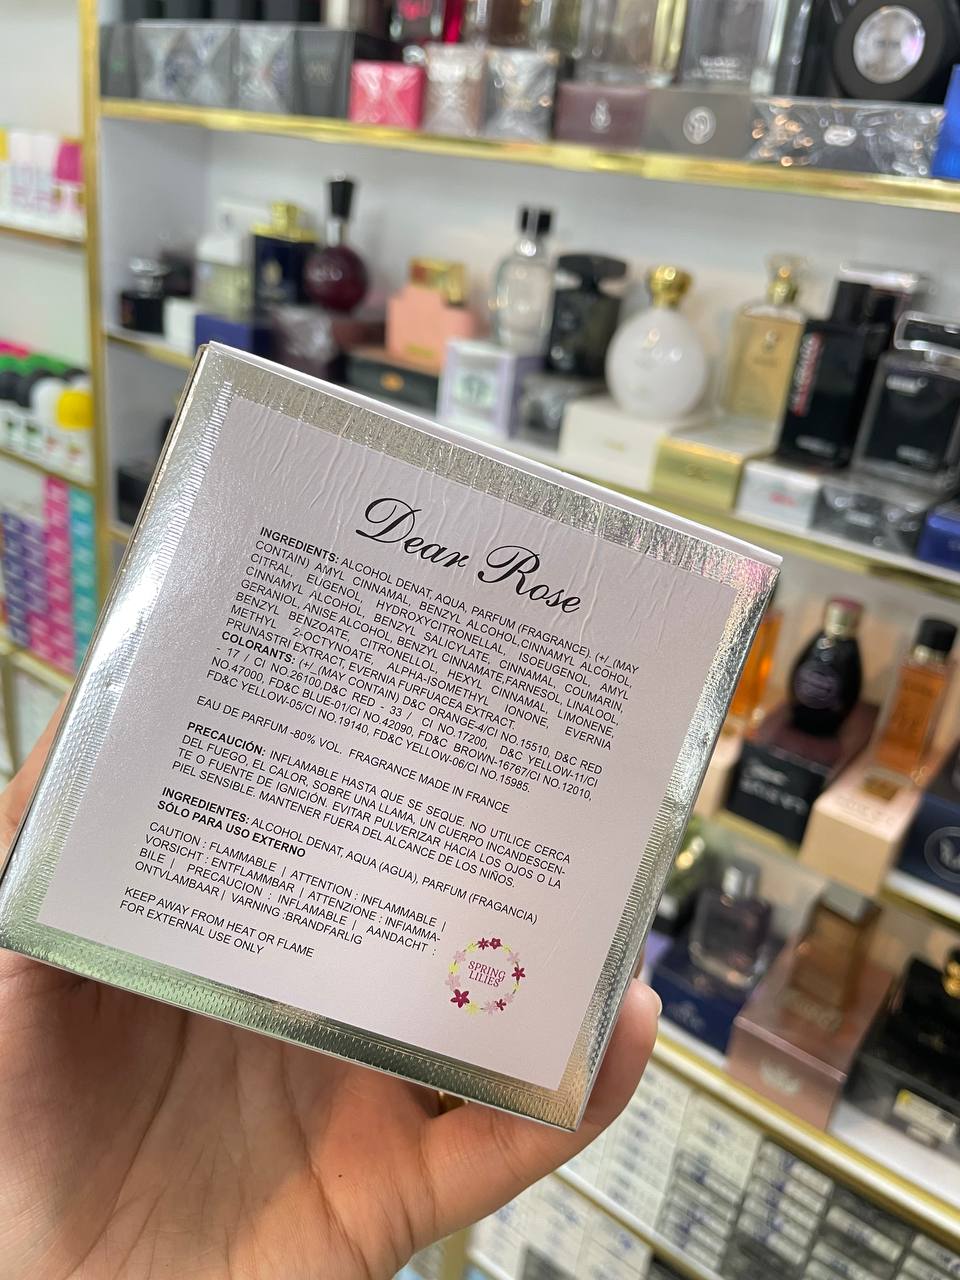 Dear Rose
INGREDIENTS: ALCOHOL DENAT, AQUA, PARFUM (FRAGRANCE), (+/_(MAY
CONTAIN) AMYL CINNAMAL, BENZYL ALCOHOL,CINNAMYL ALCOHOL,
CITRAL, EUGENOL, HYDROXYCITRONELLAL, ISOEUGENOL, AMYL
CINNAMYL ALCOHOL, BENZYL SALICYLATE, CINNAMAL, COUMARIN,
GERANIOL, ANISE ALCOHOL, BENZYL CINNAMATE,FARNESOL, LINALOOL,
BENZYL BENZOATE, CITRONELLOL, HEXYL CINNAMAL, LIMONENE,
METHYL 2-OCTYNOATE, ALPHA-ISOMETHYL IONONE, EVERNIA
PRUNASTRI EXTRACT, EVERNIA FURFUACEA EXTRACT.
COLORANTS: (+/ (MAY CONTAIN) D&C ORANGE-4/CI NO.15510, D&C RED
- 17 / CI NO.26100,D&C RED - 33 / CI NO.17200, D&C YELLOW-11/CI
NO.47000, FD&C BLUE-01/CI NO.42090, FD&C BROWN-16767/CI NO.12010,
FD&C YELLOW-05/CI NO.19140, FD&C YELLOW-06/CI NO.15985.
EAU DE PARFUM -80% VOL. FRAGRANCE MADE IN FRANCE
PRECAUCIÓN: INFLAMABLE HASTA QUE SE SEQUE. NO UTILICE CERCA
DEL FUEGO, EL CALOR, SOBRE UNA LLAMA, UN CUERPO INCANDESCEN-
TE O FUENTE DE IGNICIÓN. EVITAR PULVERIZAR HACIA LOS OJOS O LA
PIEL SENSIBLE. MANTENER FUERA DEL ALCANCE DE LOS NIÑOS.
INGREDIENTES: ALCOHOL DENAT, AQUA (AGUA), PARFUM (FRAGANCIA)
SÓLO PARA USO EXTERNO
CAUTION : FLAMMABLE | ATTENTION : INFLAMMABLE |
VORSICHT : ENTFLAMMBAR | ATTENZIONE : INFIAMMA-
BILE | PRECAUCION : INFLAMABLE | AANDACHT :
ONTVLAMBAAR | VARNING :BRANDFARLIG
KEEP AWAY FROM HEAT OR FLAME
FOR EXTERNAL USE ONLY
SPRING
LILIES